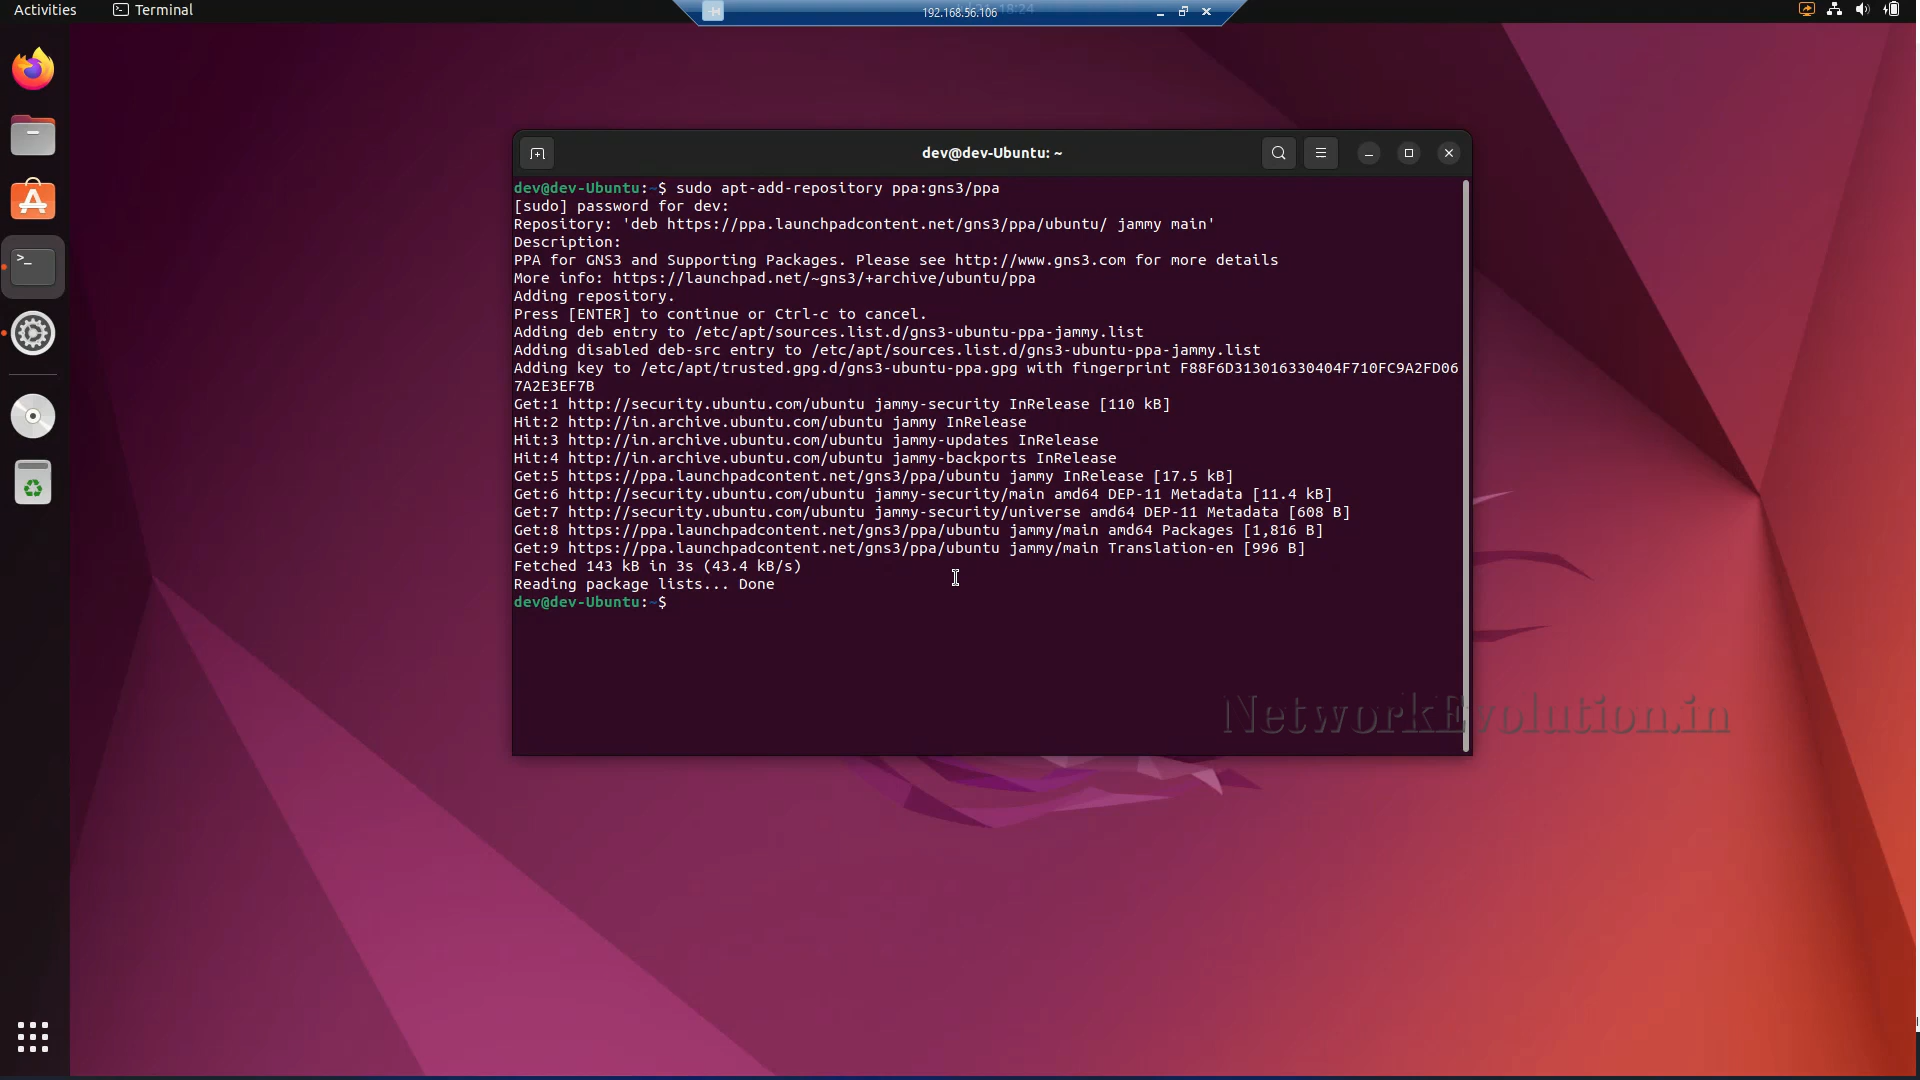 Activities
Terminal
192.168.56.106
18:24
dev@dev-Ubuntu: ~
dev@dev-Ubuntu:~$ sudo apt-add-repository ppa:gns3/ppa
[sudo] password for dev:
Repository: 'deb https://ppa.launchpadcontent.net/gns3/ppa/ubuntu/ jammy main'
Description:
PPA for GNS3 and Supporting Packages. Please see http://www.gns3.com for more details
More info: https://launchpad.net/~gns3/+archive/ubuntu/ppa
Adding repository.
Press [ENTER] to continue or Ctrl-c to cancel.
Adding deb entry to /etc/apt/sources.list.d/gns3-ubuntu-ppa-jammy.list
Adding disabled deb-src entry to /etc/apt/sources.list.d/gns3-ubuntu-ppa-jammy.list
Adding key to /etc/apt/trusted.gpg.d/gns3-ubuntu-ppa.gpg with fingerprint F88F6D313016330404F710FC9A2FD06
7A2E3EF7B
Get:1 http://security.ubuntu.com/ubuntu jammy-security InRelease [110 kB]
Hit:2 http://in.archive.ubuntu.com/ubuntu jammy InRelease
Hit:3 http://in.archive.ubuntu.com/ubuntu jammy-updates InRelease
Hit:4 http://in.archive.ubuntu.com/ubuntu jammy-backports InRelease
Get:5 https://ppa.launchpadcontent.net/gns3/ppa/ubuntu jammy InRelease [17.5 kB]
Get:6 http://security.ubuntu.com/ubuntu jammy-security/main amd64 DEP-11 Metadata [11.4 kB]
Get:7 http://security.ubuntu.com/ubuntu jammy-security/universe amd64 DEP-11 Metadata [608 B]
Get:8 https://ppa.launchpadcontent.net/gns3/ppa/ubuntu jammy/main amd64 Packages [1,816 B]
Get:9 https://ppa.launchpadcontent.net/gns3/ppa/ubuntu jammy/main Translation-en [996 B]
Fetched 143 kB in 3s (43.4 kB/s)
Reading package lists... Done
dev@dev-Ubuntu:~$
NetworkEvolution.in